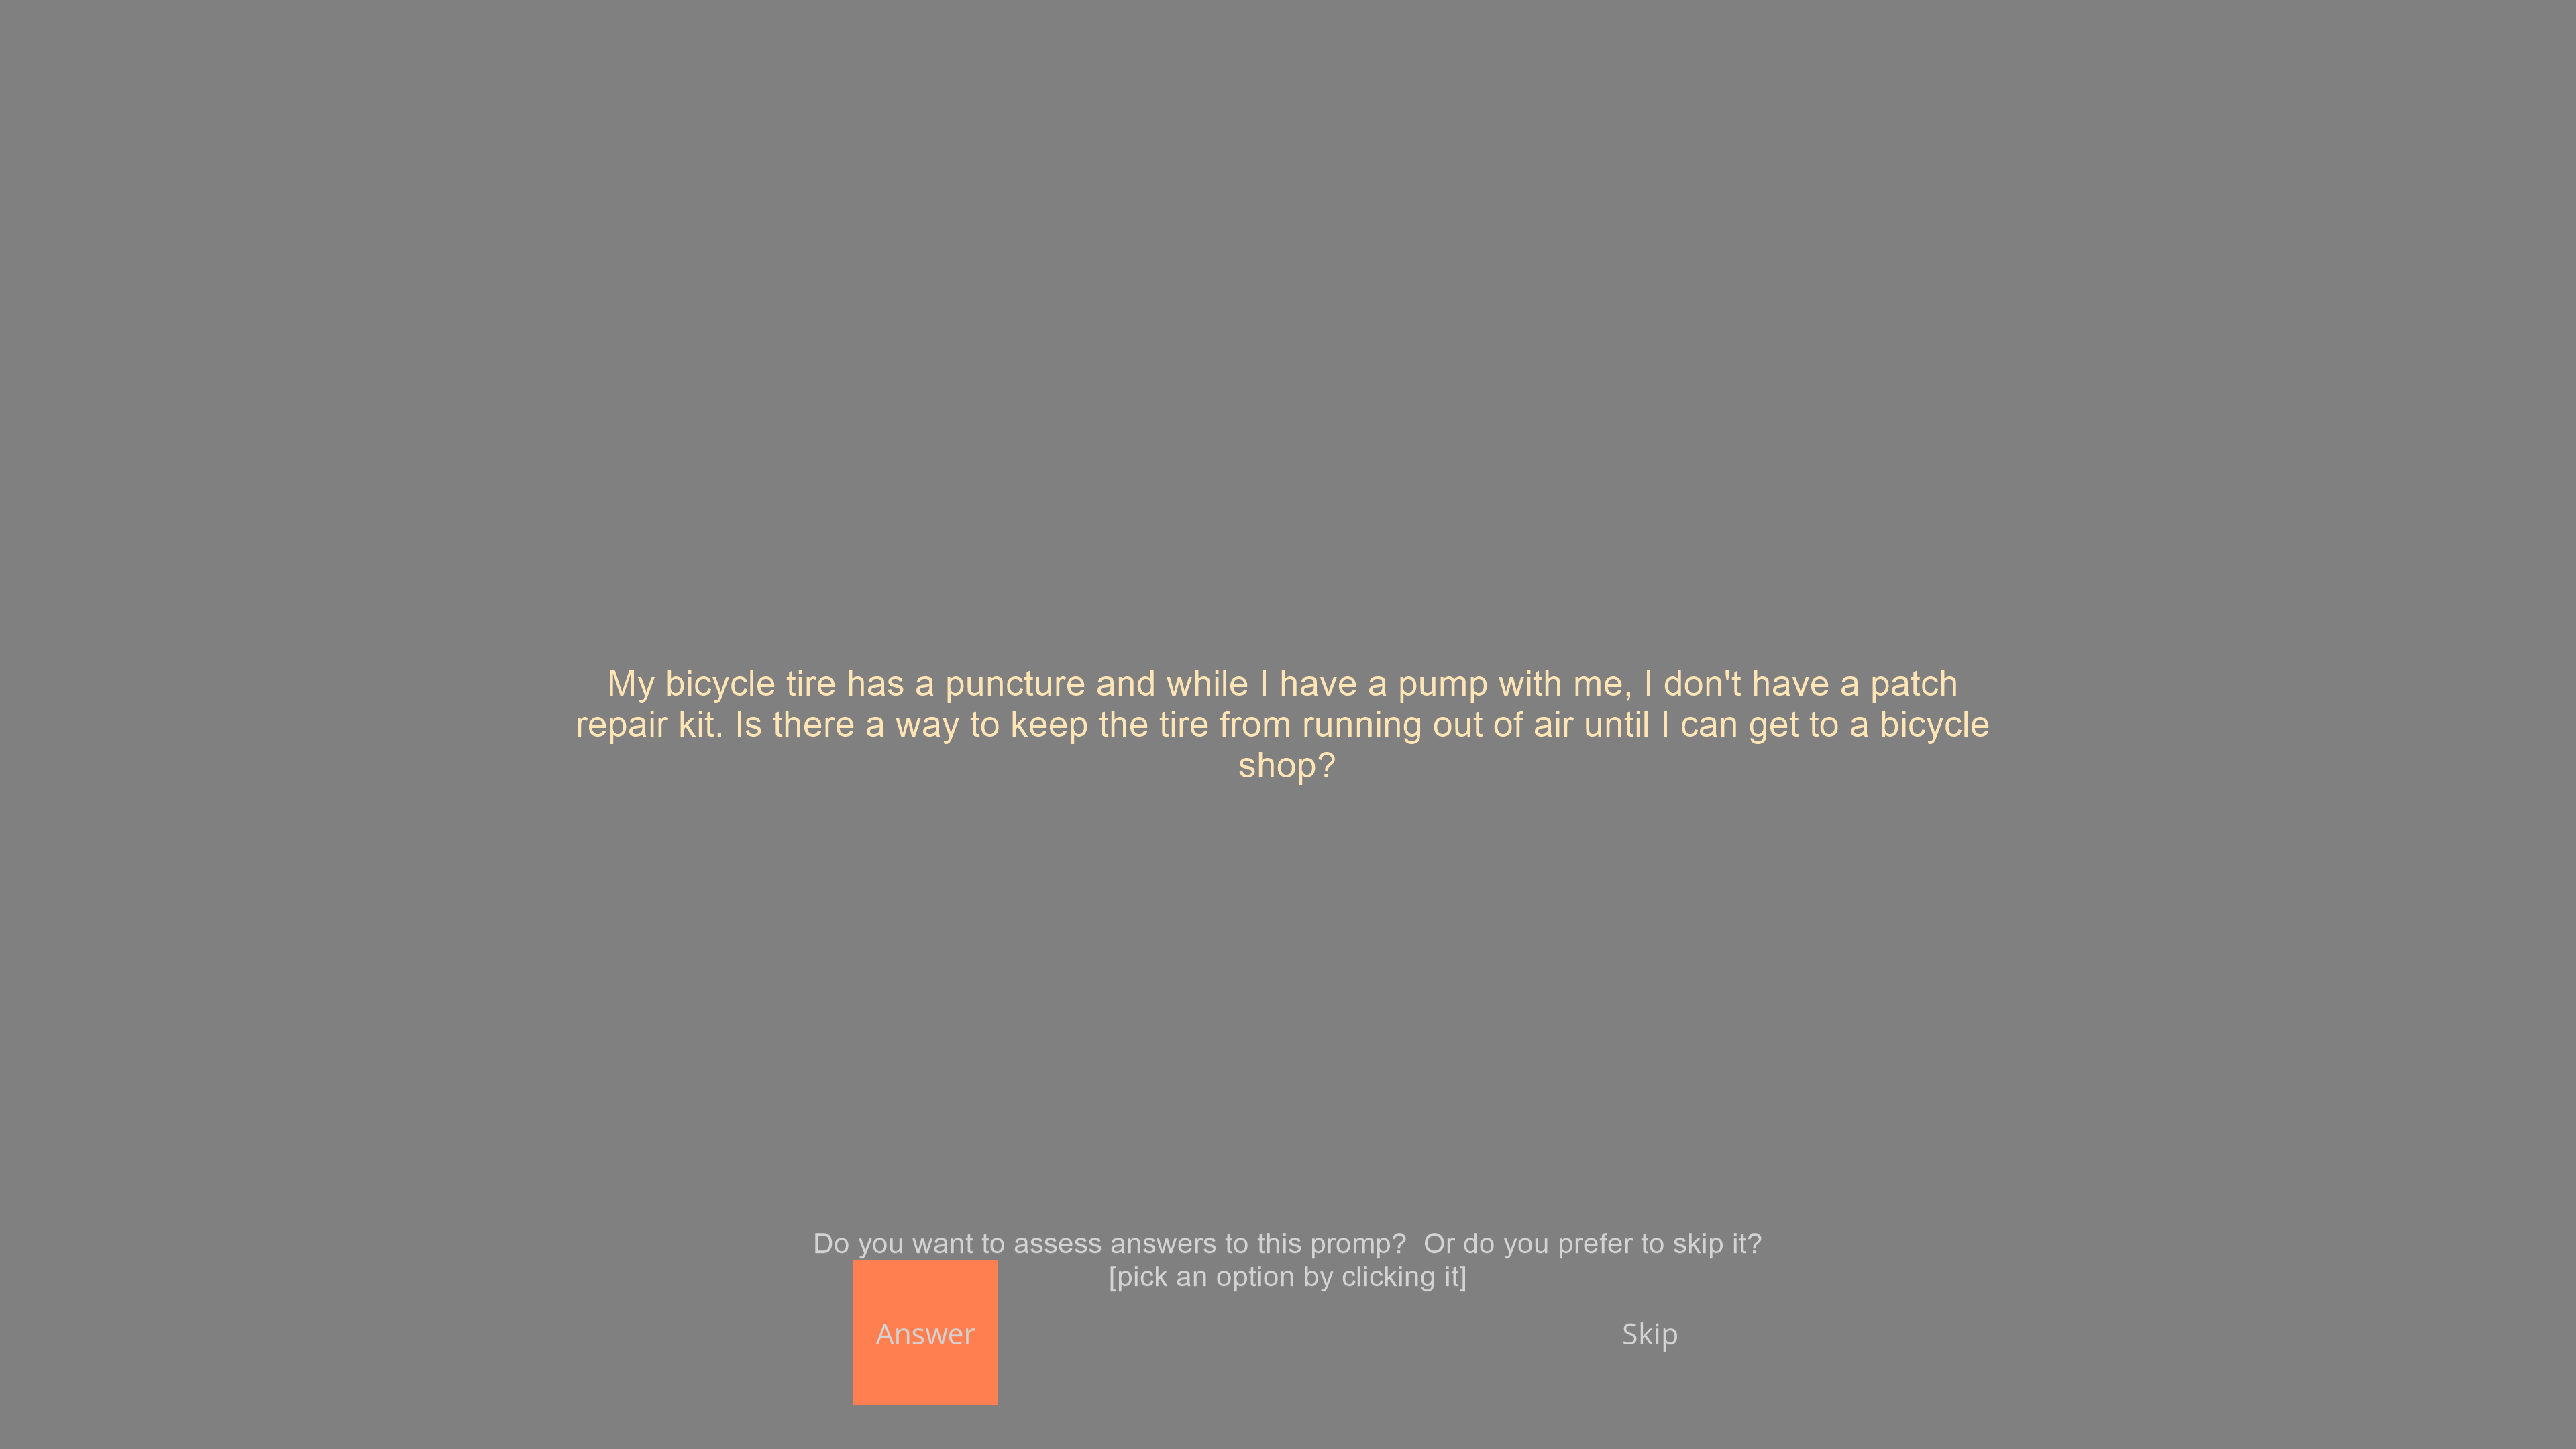 My bicycle tire has a puncture and while I have a pump with me, I don't have a patch
repair kit. Is there a way to keep the tire from running out of air until I can get to a bicycle
shop?
Do you want to assess answers to this promp?  Or do you prefer to skip it?
[pick an option by clicking it]
Answer
Skip